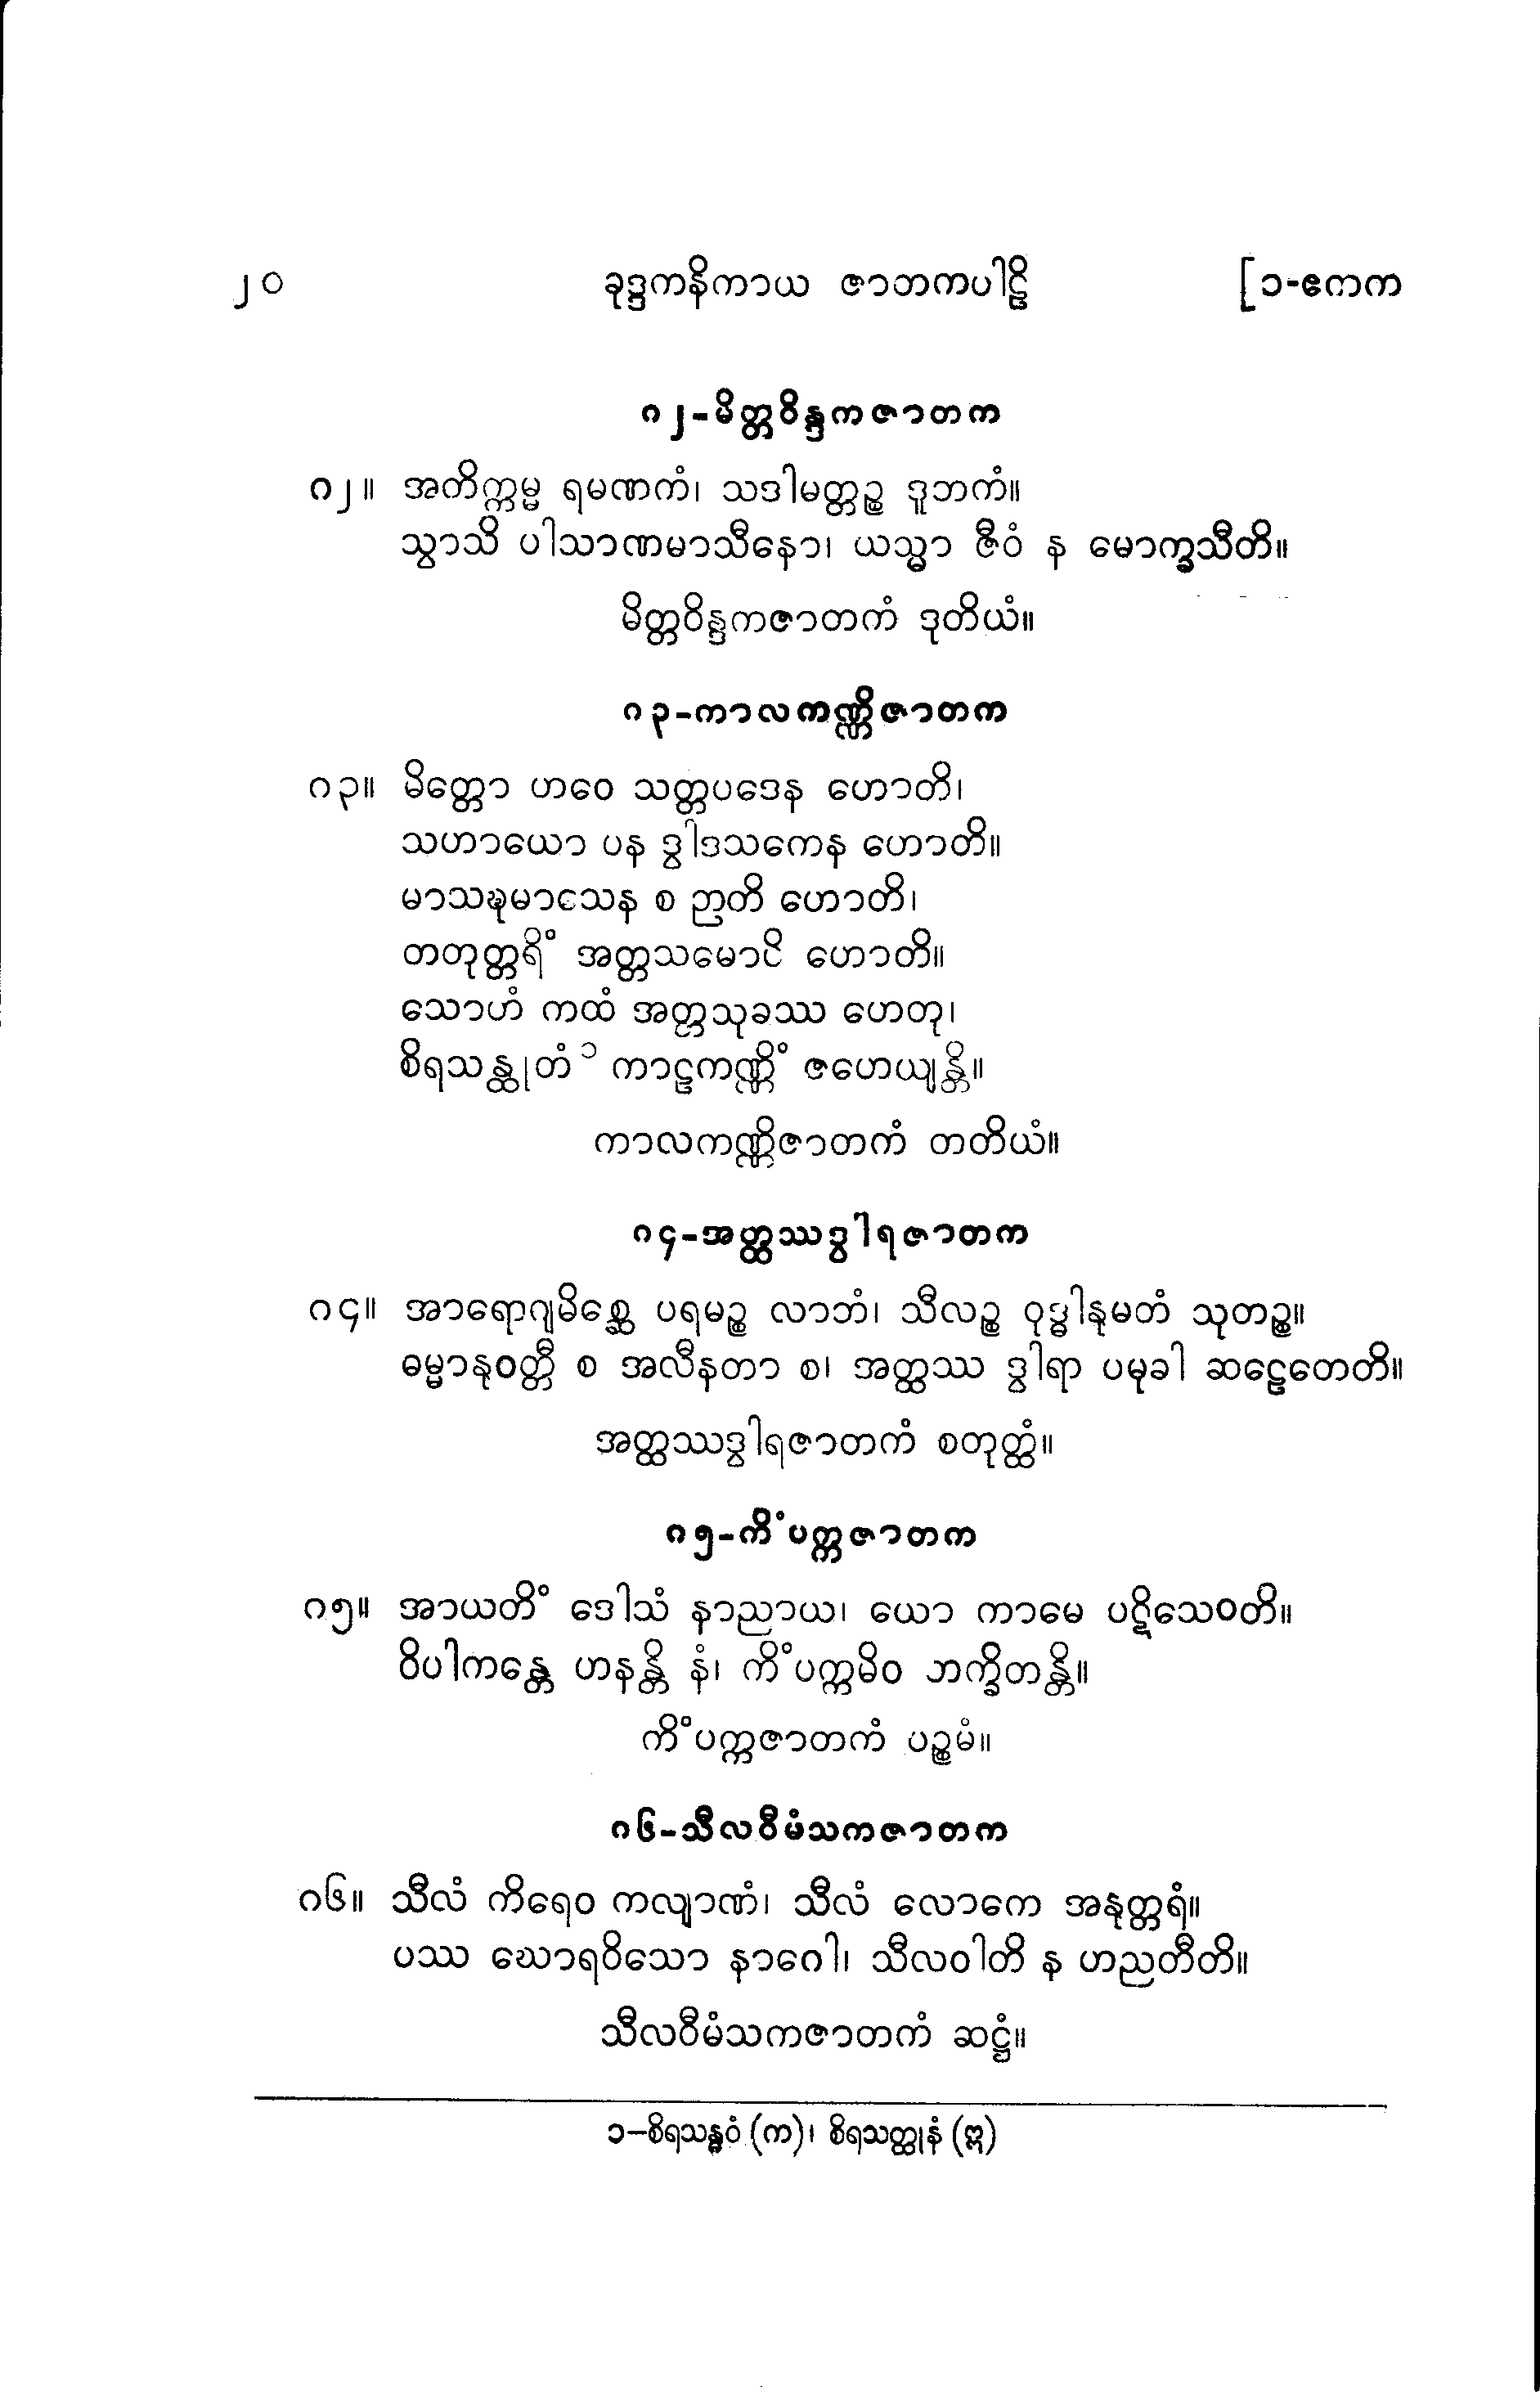 ၂၀ ခုဒ္ဒကနိကာယ ဇာတကပါဠိ [၁-ဧကက
၈၂-မိတ္တဝိန္ဒကဇာတက
၈၂။ အတိက္ကမ္မ ရမဏကံ၊ သဒါမတ္တဉ္စ ဒူဘကံ။
သွာသိ ပါသာဏမာသီနော၊ ယသ္မာ ဇီဝံ န မောက္ခသီတိ။
မိတ္တဝိန္ဒကဇာတကံ ဒုတိယံ။
၈၃-ကာလကဏ္ဏိဇာတက
၈၃။ မိတ္တော ဟဝေ သတ္တပဒေန ဟောတိ၊
သဟာယော ပန ဒွါဒသကေန ဟောတိ။
မာသဍ္ဎမာသေန စ ဉာတိ ဟောတိ၊
တတုတ္တရိံ အတ္တသမောပိ ဟောတိ။
သောဟံ ကထံ အတ္တသုခဿ ဟေတု၊
စိရသန္ထုတံ ၁ ကာဠကဏ္ဏိံ ဇဟေယျန္တိ။
ကာလကဏ္ဏိဇာတကံ တတိယံ။
၈၄-အတ္ထဿဒွါရဇာတက
၈၄။ အာရောဂျမိစ္ဆေ ပရမဉ္စ လာဘံ၊ သီလဉ္စ ဝုဒ္ဓါနုမတံ သုတဉ္စ။
ဓမ္မာနုဝတ္တီ စ အလီနတာ စ၊ အတ္ထဿ ဒွါရာ ပမုခါ ဆဠေတေတိ။
အတ္ထဿဒွါရဇာတကံ စတုတ္ထံ။
၈၅-ကိံပက္ကဇာတက
၈၅။ အာယတိံ ဒေါသံ နာညာယ၊ ယော ကာမေ ပဋိသေဝတိ။
ဝိပါကန္တေ ဟနန္တိ နံ၊ ကိံပက္ကမိဝ ဘက္ခိတန္တိ။
ကိံပက္ကဇာတကံ ပဉ္စမံ။
၈၆-သီလဝီမံသကဇာတက
၈၆။ သီလံ ကိရေဝ ကလျာဏံ၊ သီလံ လောကေ အနုတ္တရံ။
ပဿ ဃောရဝိသော နာဂေါ၊ သီလဝါတိ န ဟညတီတိ။
သီလဝီမံသကဇာတကံ ဆဋ္ဌံ။
၁–စိရသန္ဓဝံ (က)၊ စိရသတ္ထုနံ (ဣ)